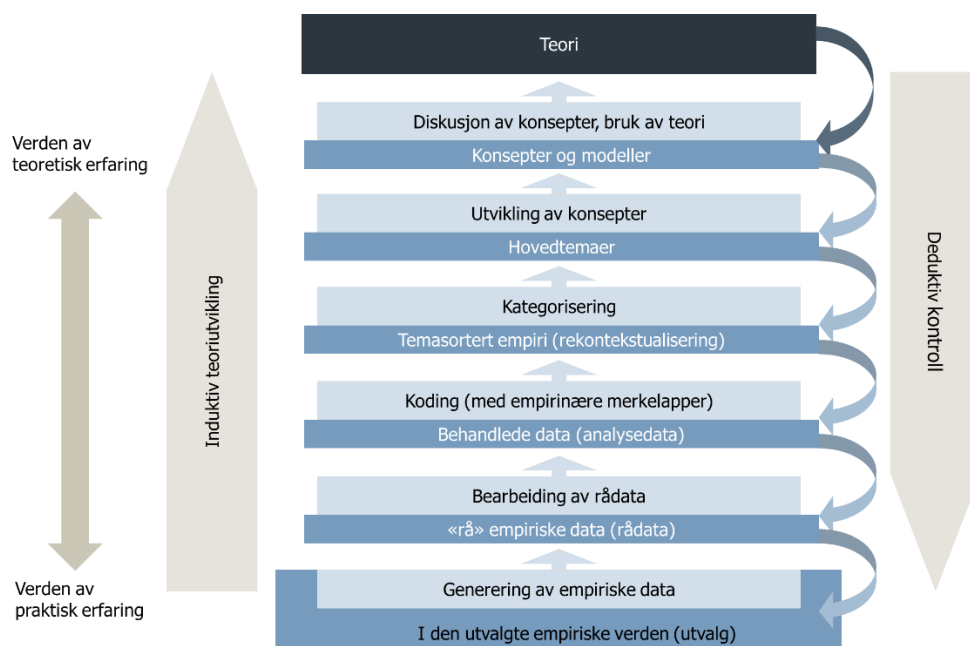 Teori
Diskusjon av konsepter, bruk av teori
Konsepter og modeller
Utvikling av konsepter
Hovedtemaer
Kategorisering
Temasortert empiri (rekontekstualisering)
Koding (med empirinære merkelapper)
Behandlede data (analysedata)
Bearbeiding av rådata
«rå» empiriske data (rådata)
Generering av empiriske data
I den utvalgte empiriske verden (utvalg)
Verden av
teoretisk erfaring
Verden av
praktisk erfaring
Induktiv teoriutvikling
Deduktiv kontroll